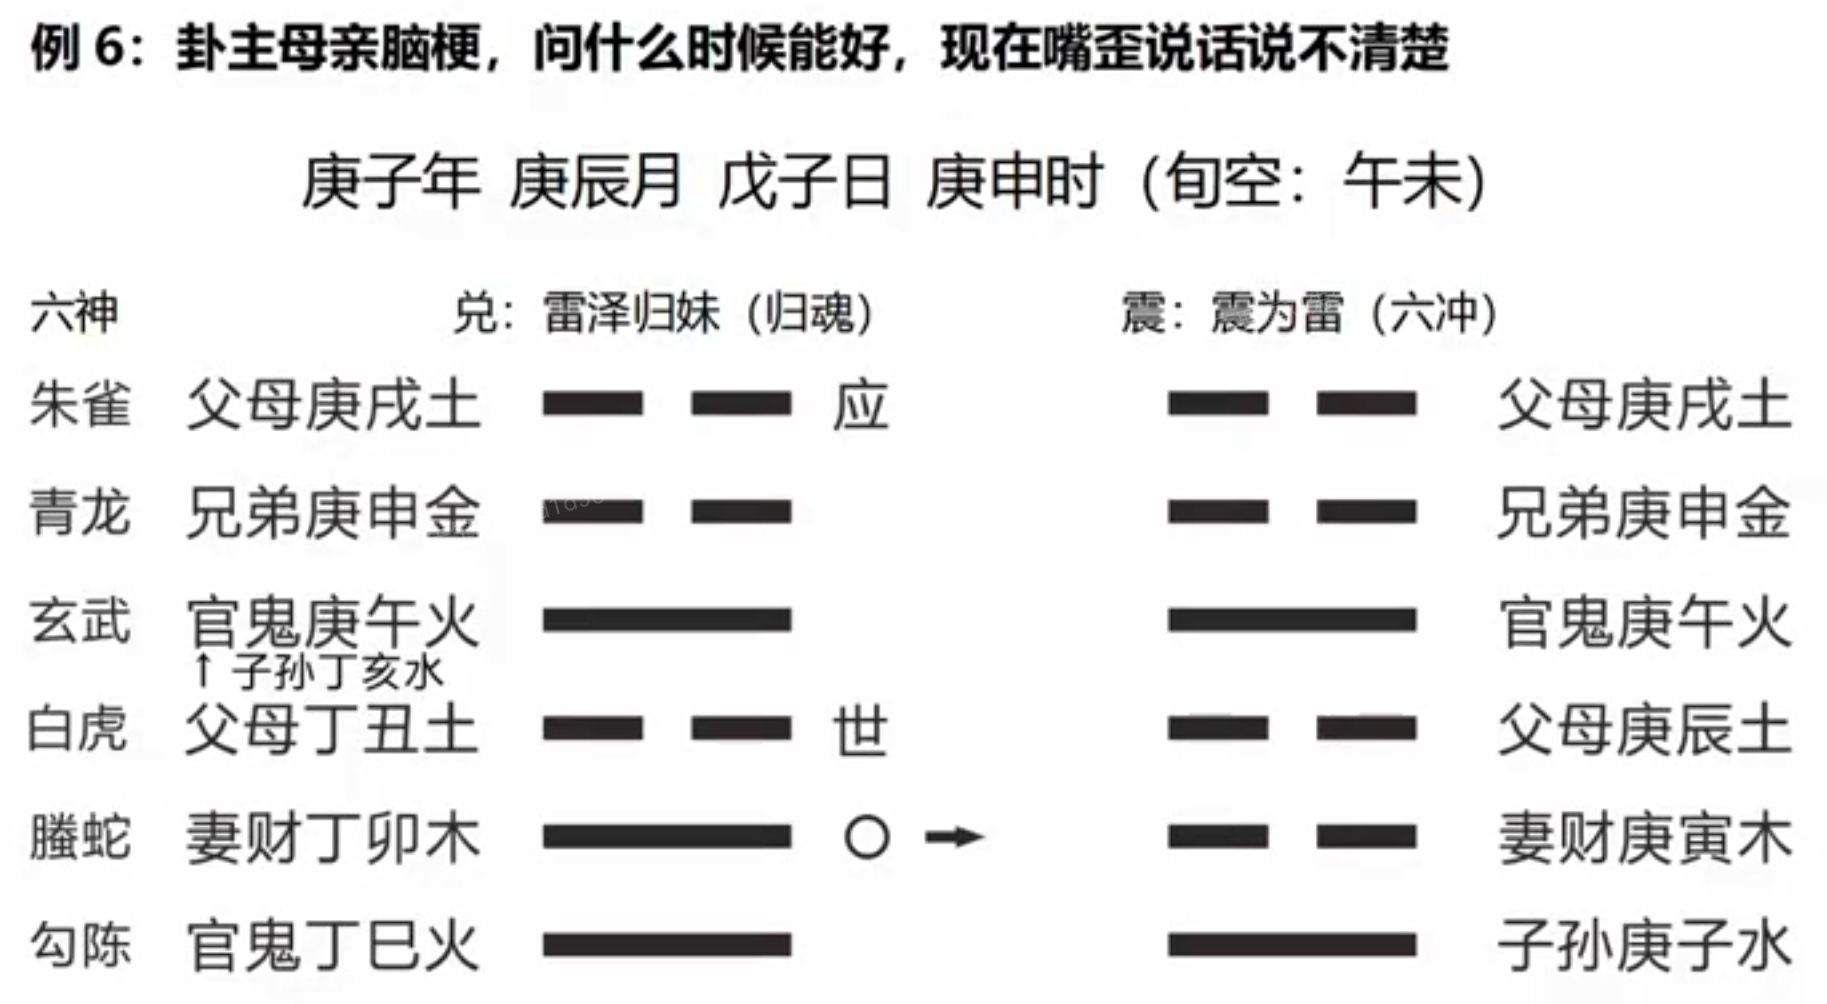 例 6：卦主母亲脑梗，问什么时候能好，现在嘴歪说话说不清楚
庚子年 庚辰月 戊子日 庚申时（旬空：午未）
六神 兑：雷泽归妹（归魂） 震：震为雷（六冲）
朱雀 父母庚戌土 应 父母庚戌土
青龙 兄弟庚申金 兄弟庚申金
玄武 官鬼庚午火 官鬼庚午火
↑ 子孙丁亥水
白虎 父母丁丑土 世 父母庚辰土
螣蛇 妻财丁卯木 ○ → 妻财庚寅木
勾陈 官鬼丁巳火 子孙庚子水